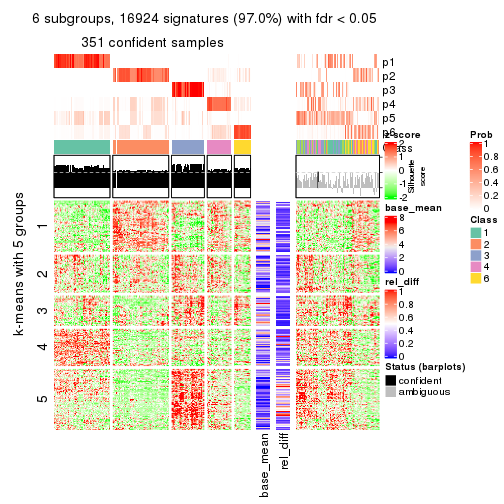 6 subgroups, 16924 signatures (97.0%) with fdr < 0.05
351 confident samples
p1
p2
p3
p4
p5
p6
z-score
2
1
0
-1
-2
Class
Silhouette
score
Prob
1
0.8
0.6
0.4
0.2
0
Class
1
2
3
4
6
base_mean
8
6
4
2
0
rel_diff
1
0.8
0.6
0.4
0.2
0
Status (barplots)
confident
ambiguous
k-means with 5 groups
1
2
3
4
5
base_mean
rel_diff